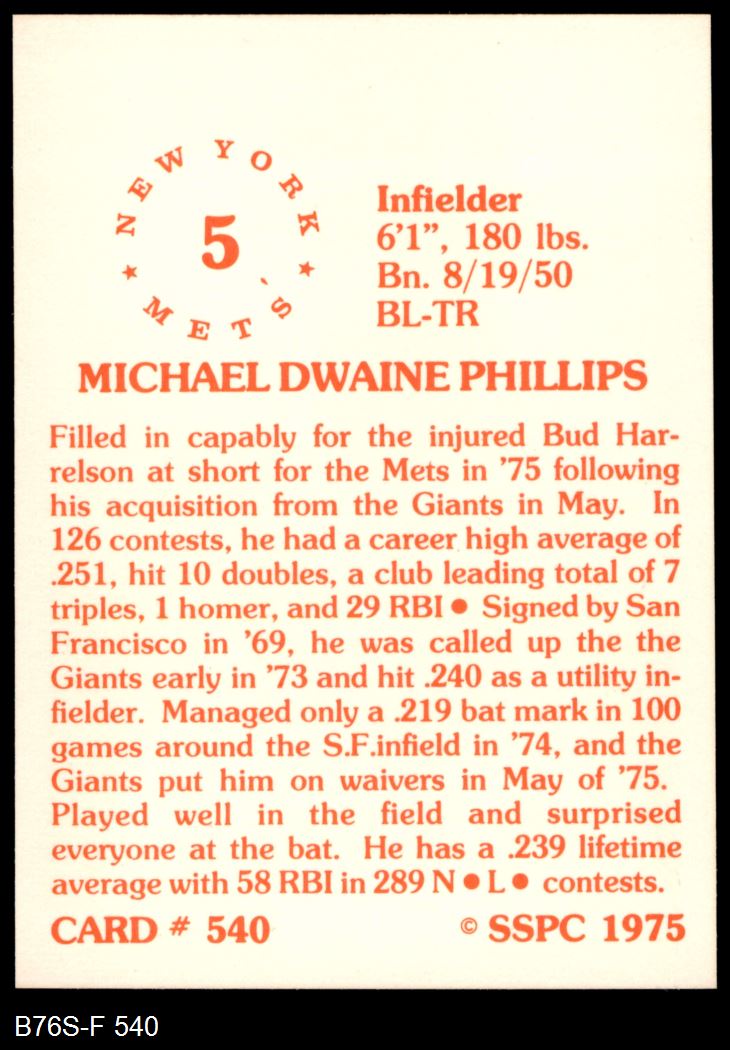 NEW YORK
★ MET'S ★
5
Infielder
6'1”, 180 lbs.
Bn. 8/19/50
BL-TR
MICHAEL DWAINE PHILLIPS
Filled in capably for the injured Bud Har-
relson at short for the Mets in ’75 following
his acquisition from the Giants in May. In
126 contests, he had a career high average of
.251, hit 10 doubles, a club leading total of 7
triples, 1 homer, and 29 RBI ● Signed by San
Francisco in ’69, he was called up the the
Giants early in ’73 and hit .240 as a utility in-
fielder. Managed only a .219 bat mark in 100
games around the S.F.infield in ’74, and the
Giants put him on waivers in May of ’75.
Played well in the field and surprised
everyone at the bat. He has a .239 lifetime
average with 58 RBI in 289 N ● L ● contests.
CARD # 540
© SSPC 1975
B76S-F 540